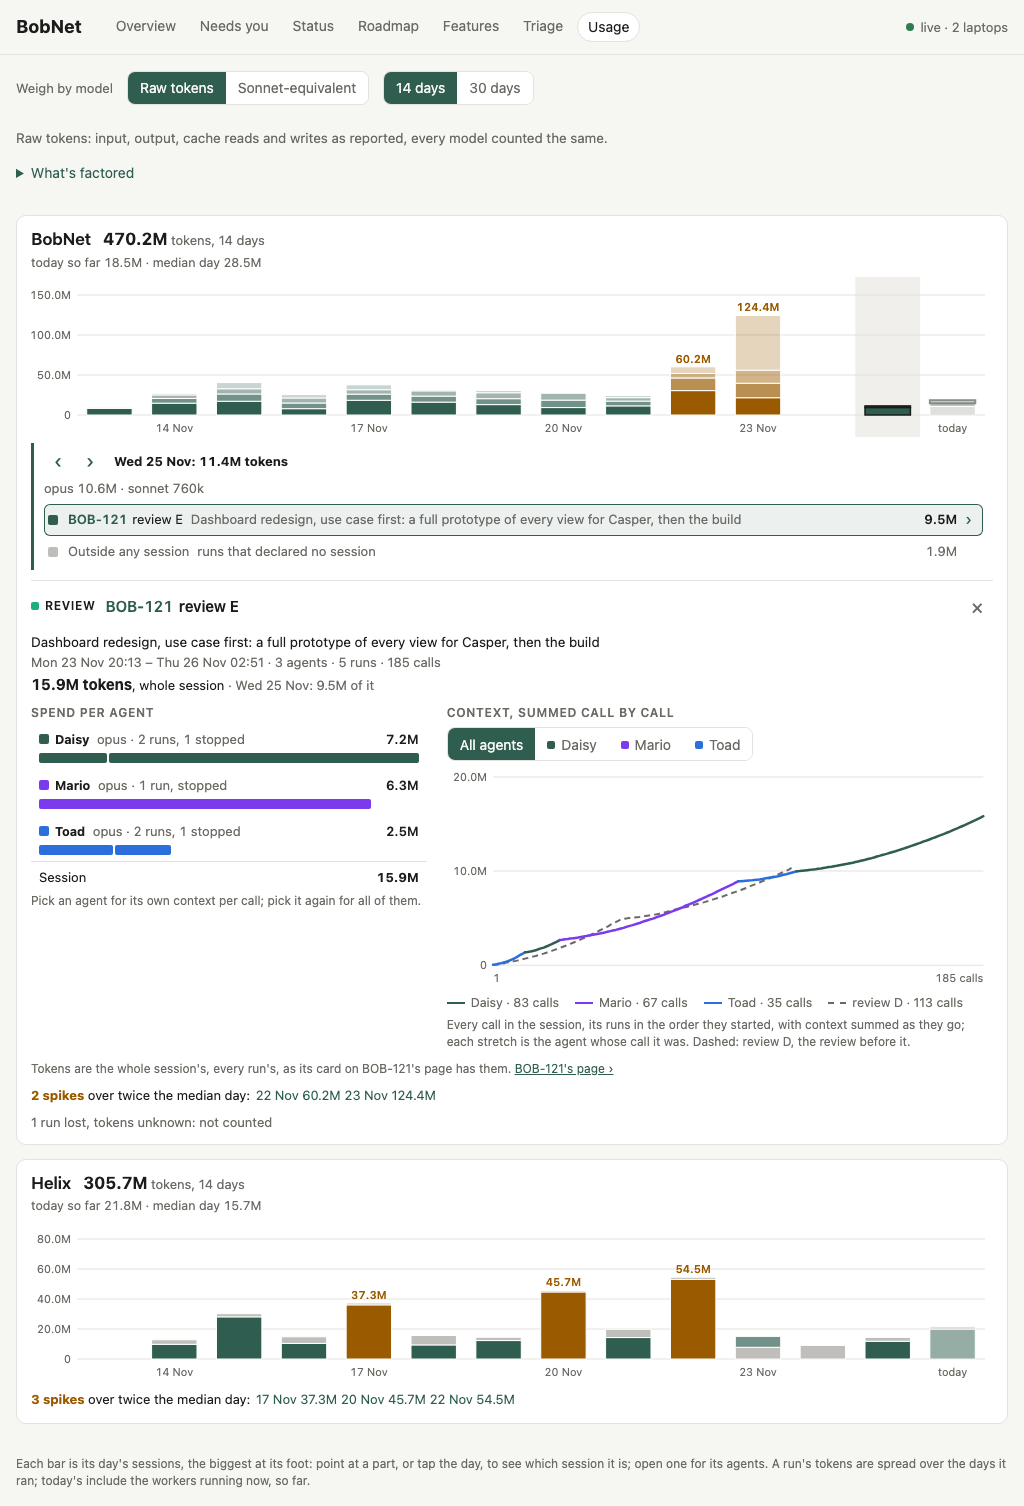 BobNet Overview Needs you Status Roadmap Features Triage Usage live · 2 laptops
Weigh by model Raw tokens Sonnet-equivalent 14 days 30 days
Raw tokens: input, output, cache reads and writes as reported, every model counted the same.
What's factored
BobNet 470.2M tokens, 14 days
today so far 18.5M · median day 28.5M
150.0M
124.4M
100.0M
60.2M
50.0M
0
14 Nov 17 Nov 20 Nov 23 Nov today
‹ › Wed 25 Nov: 11.4M tokens
opus 10.6M · sonnet 760k
BOB-121 review E Dashboard redesign, use case first: a full prototype of every view for Casper, then the build 9.5M ›
Outside any session runs that declared no session 1.9M
REVIEW BOB-121 review E ×
Dashboard redesign, use case first: a full prototype of every view for Casper, then the build
Mon 23 Nov 20:13 – Thu 26 Nov 02:51 · 3 agents · 5 runs · 185 calls
15.9M tokens, whole session · Wed 25 Nov: 9.5M of it
SPEND PER AGENT
Daisy opus · 2 runs, 1 stopped 7.2M
Mario opus · 1 run, stopped 6.3M
Toad opus · 2 runs, 1 stopped 2.5M
Session 15.9M
Pick an agent for its own context per call; pick it again for all of them.
CONTEXT, SUMMED CALL BY CALL
All agents Daisy Mario Toad
20.0M
10.0M
0
1 185 calls
Daisy · 83 calls Mario · 67 calls Toad · 35 calls review D · 113 calls
Every call in the session, its runs in the order they started, with context summed as they go;
each stretch is the agent whose call it was. Dashed: review D, the review before it.
Tokens are the whole session's, every run's, as its card on BOB-121's page has them. BOB-121's page ›
2 spikes over twice the median day: 22 Nov 60.2M 23 Nov 124.4M
1 run lost, tokens unknown: not counted
Helix 305.7M tokens, 14 days
today so far 21.8M · median day 15.7M
80.0M
60.0M
54.5M
45.7M
40.0M
37.3M
20.0M
0
14 Nov 17 Nov 20 Nov 23 Nov today
3 spikes over twice the median day: 17 Nov 37.3M 20 Nov 45.7M 22 Nov 54.5M
Each bar is its day's sessions, the biggest at its foot: point at a part, or tap the day, to see which session it is; open one for its agents. A run's tokens are spread over the days it
ran; today's include the workers running now, so far.